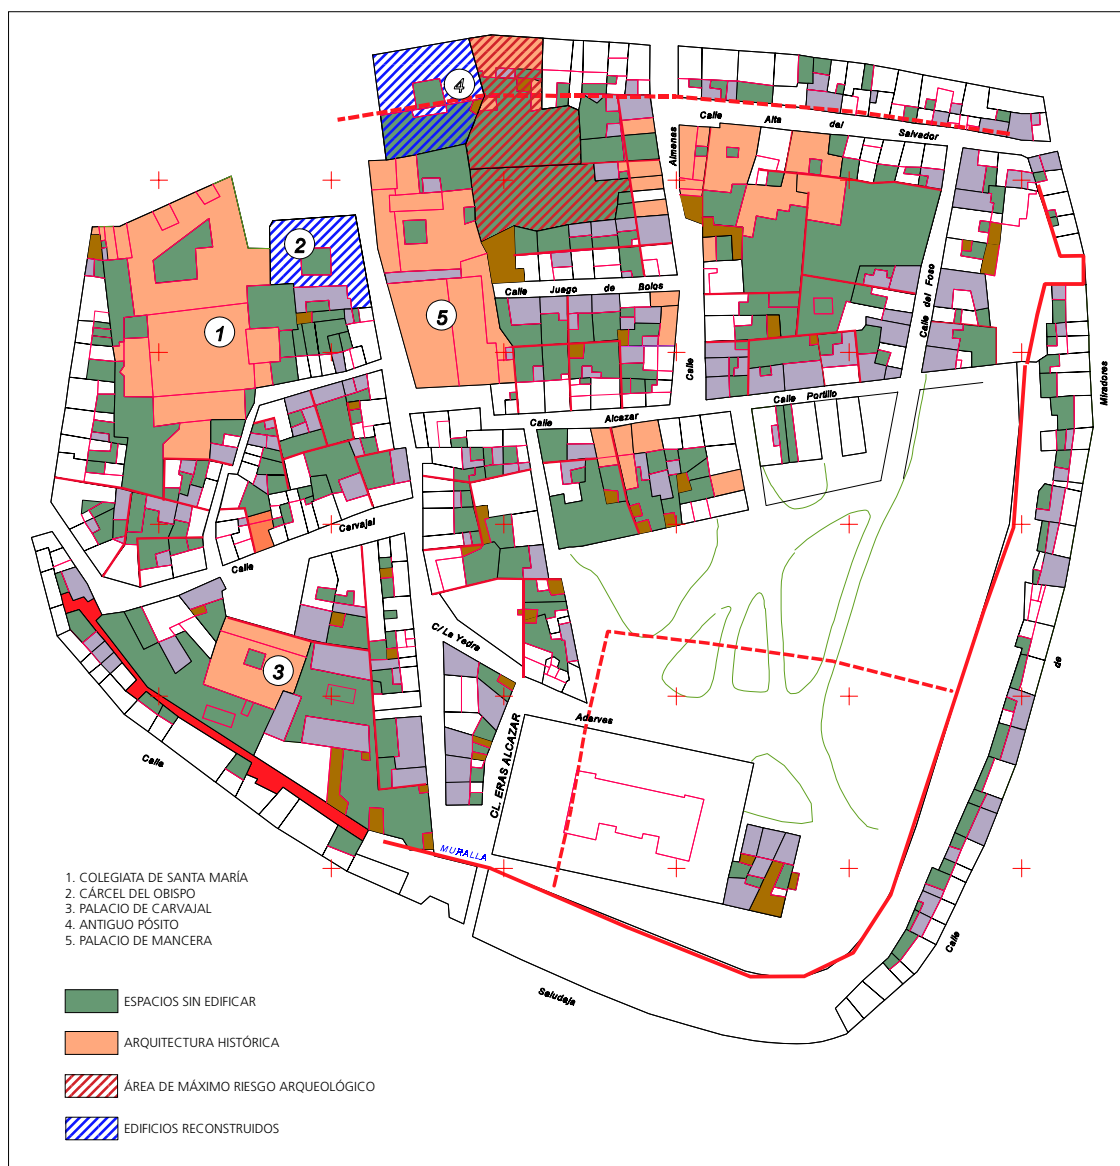 4
Calle Alta del Salvador
Almenas
2
Calle del Foso
Calle Juego de Bolos
5
1
Calle
Miradores
Calle Portillo
Calle Alcazar
Carvajal
Calle
C/La Yedra
3
de
Adarves
CL. ERAS ALCAZAR
Calle
MURALLA
Calle
Saludeja
1. COLEGIATA DE SANTA MARÍA
2. CÁRCEL DEL OBISPO
3. PALACIO DE CARVAJAL
4. ANTIGUO PÓSITO
5. PALACIO DE MANCERA
ESPACIOS SIN EDIFICAR
ARQUITECTURA HISTÓRICA
ÁREA DE MÁXIMO RIESGO ARQUEOLÓGICO
EDIFICIOS RECONSTRUIDOS